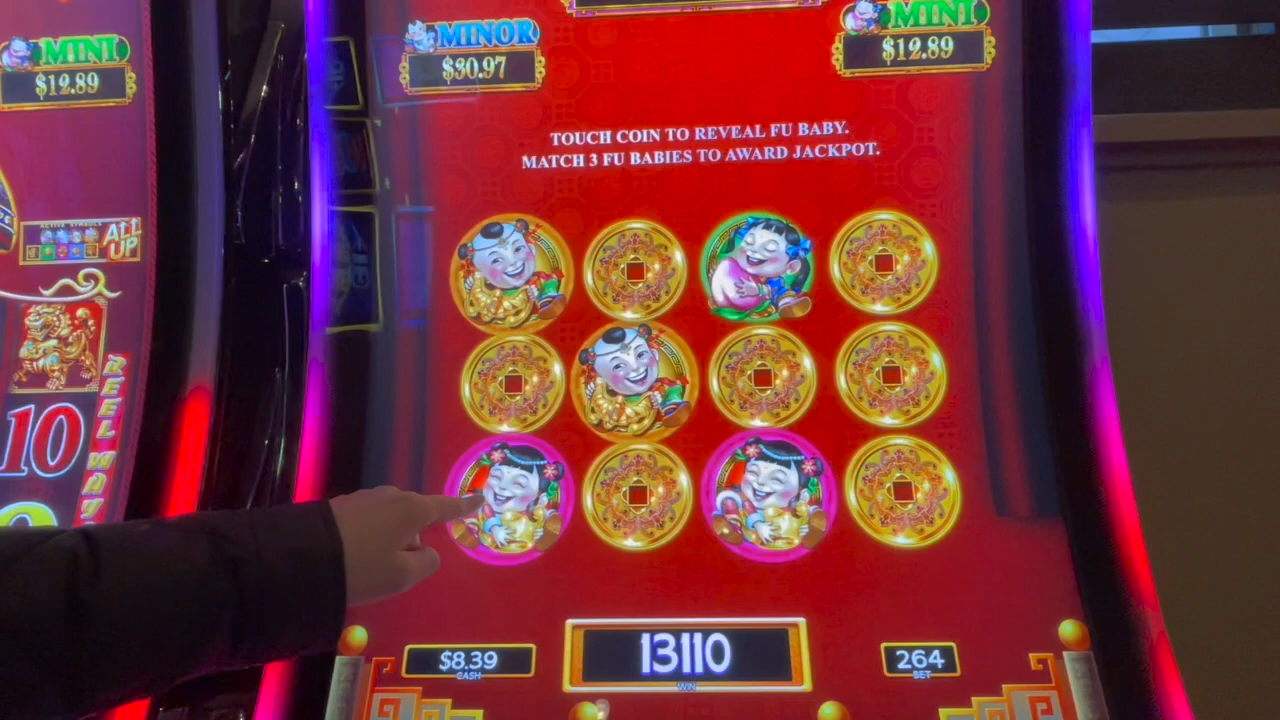 MINI
$12.89
ALL
UP
10
REEL WAYS
MINOR
$30.97
MINI
$12.89
TOUCH COIN TO REVEAL FU BABY.
MATCH 3 FU BABIES TO AWARD JACKPOT.
$8.39
CASH
13110
WIN
264
BET